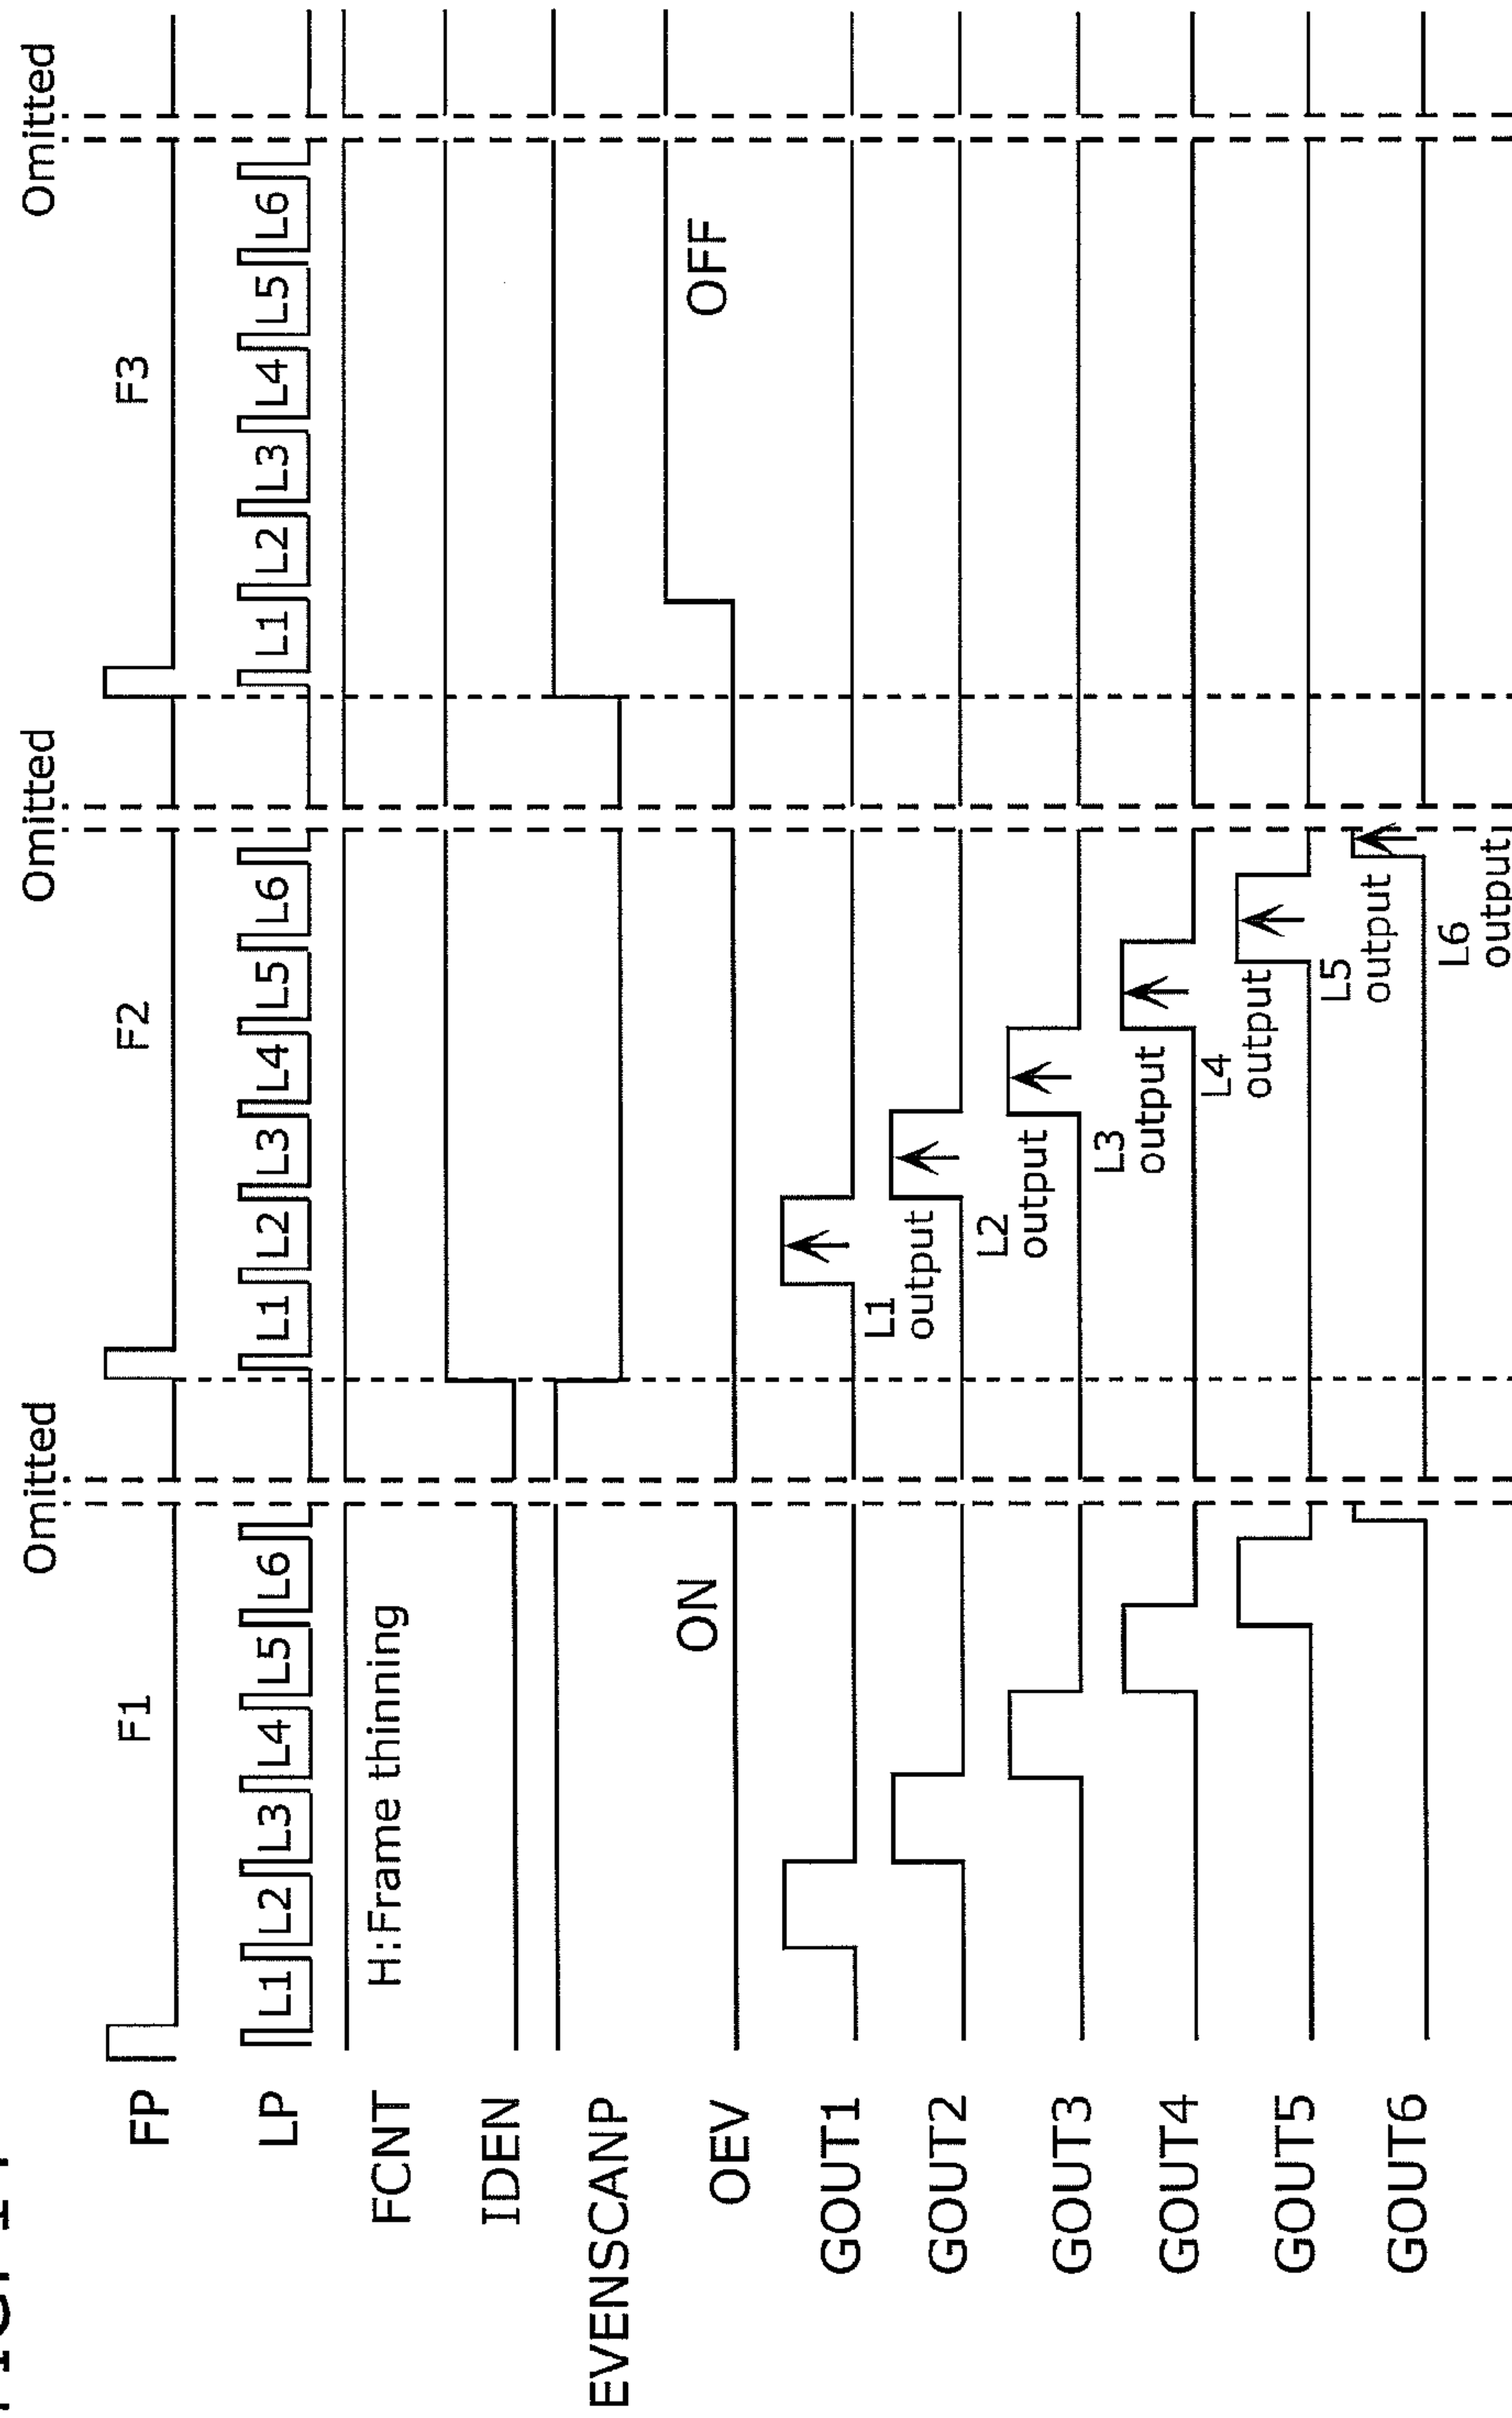 Omitted
Omitted
Omitted
FP
F1
F2
F3
LP
L1 L2 L3 L4 L5 L6
L1 L2 L3 L4 L5 L6
L1 L2 L3 L4 L5 L6
FCNT
H:Frame thinning
IDEN
EVENSCANP
OEV
ON
OFF
GOUT1
L1
output
GOUT2
L2
output
GOUT3
L3
output
GOUT4
L4
output
GOUT5
L5
output
GOUT6
L6
output